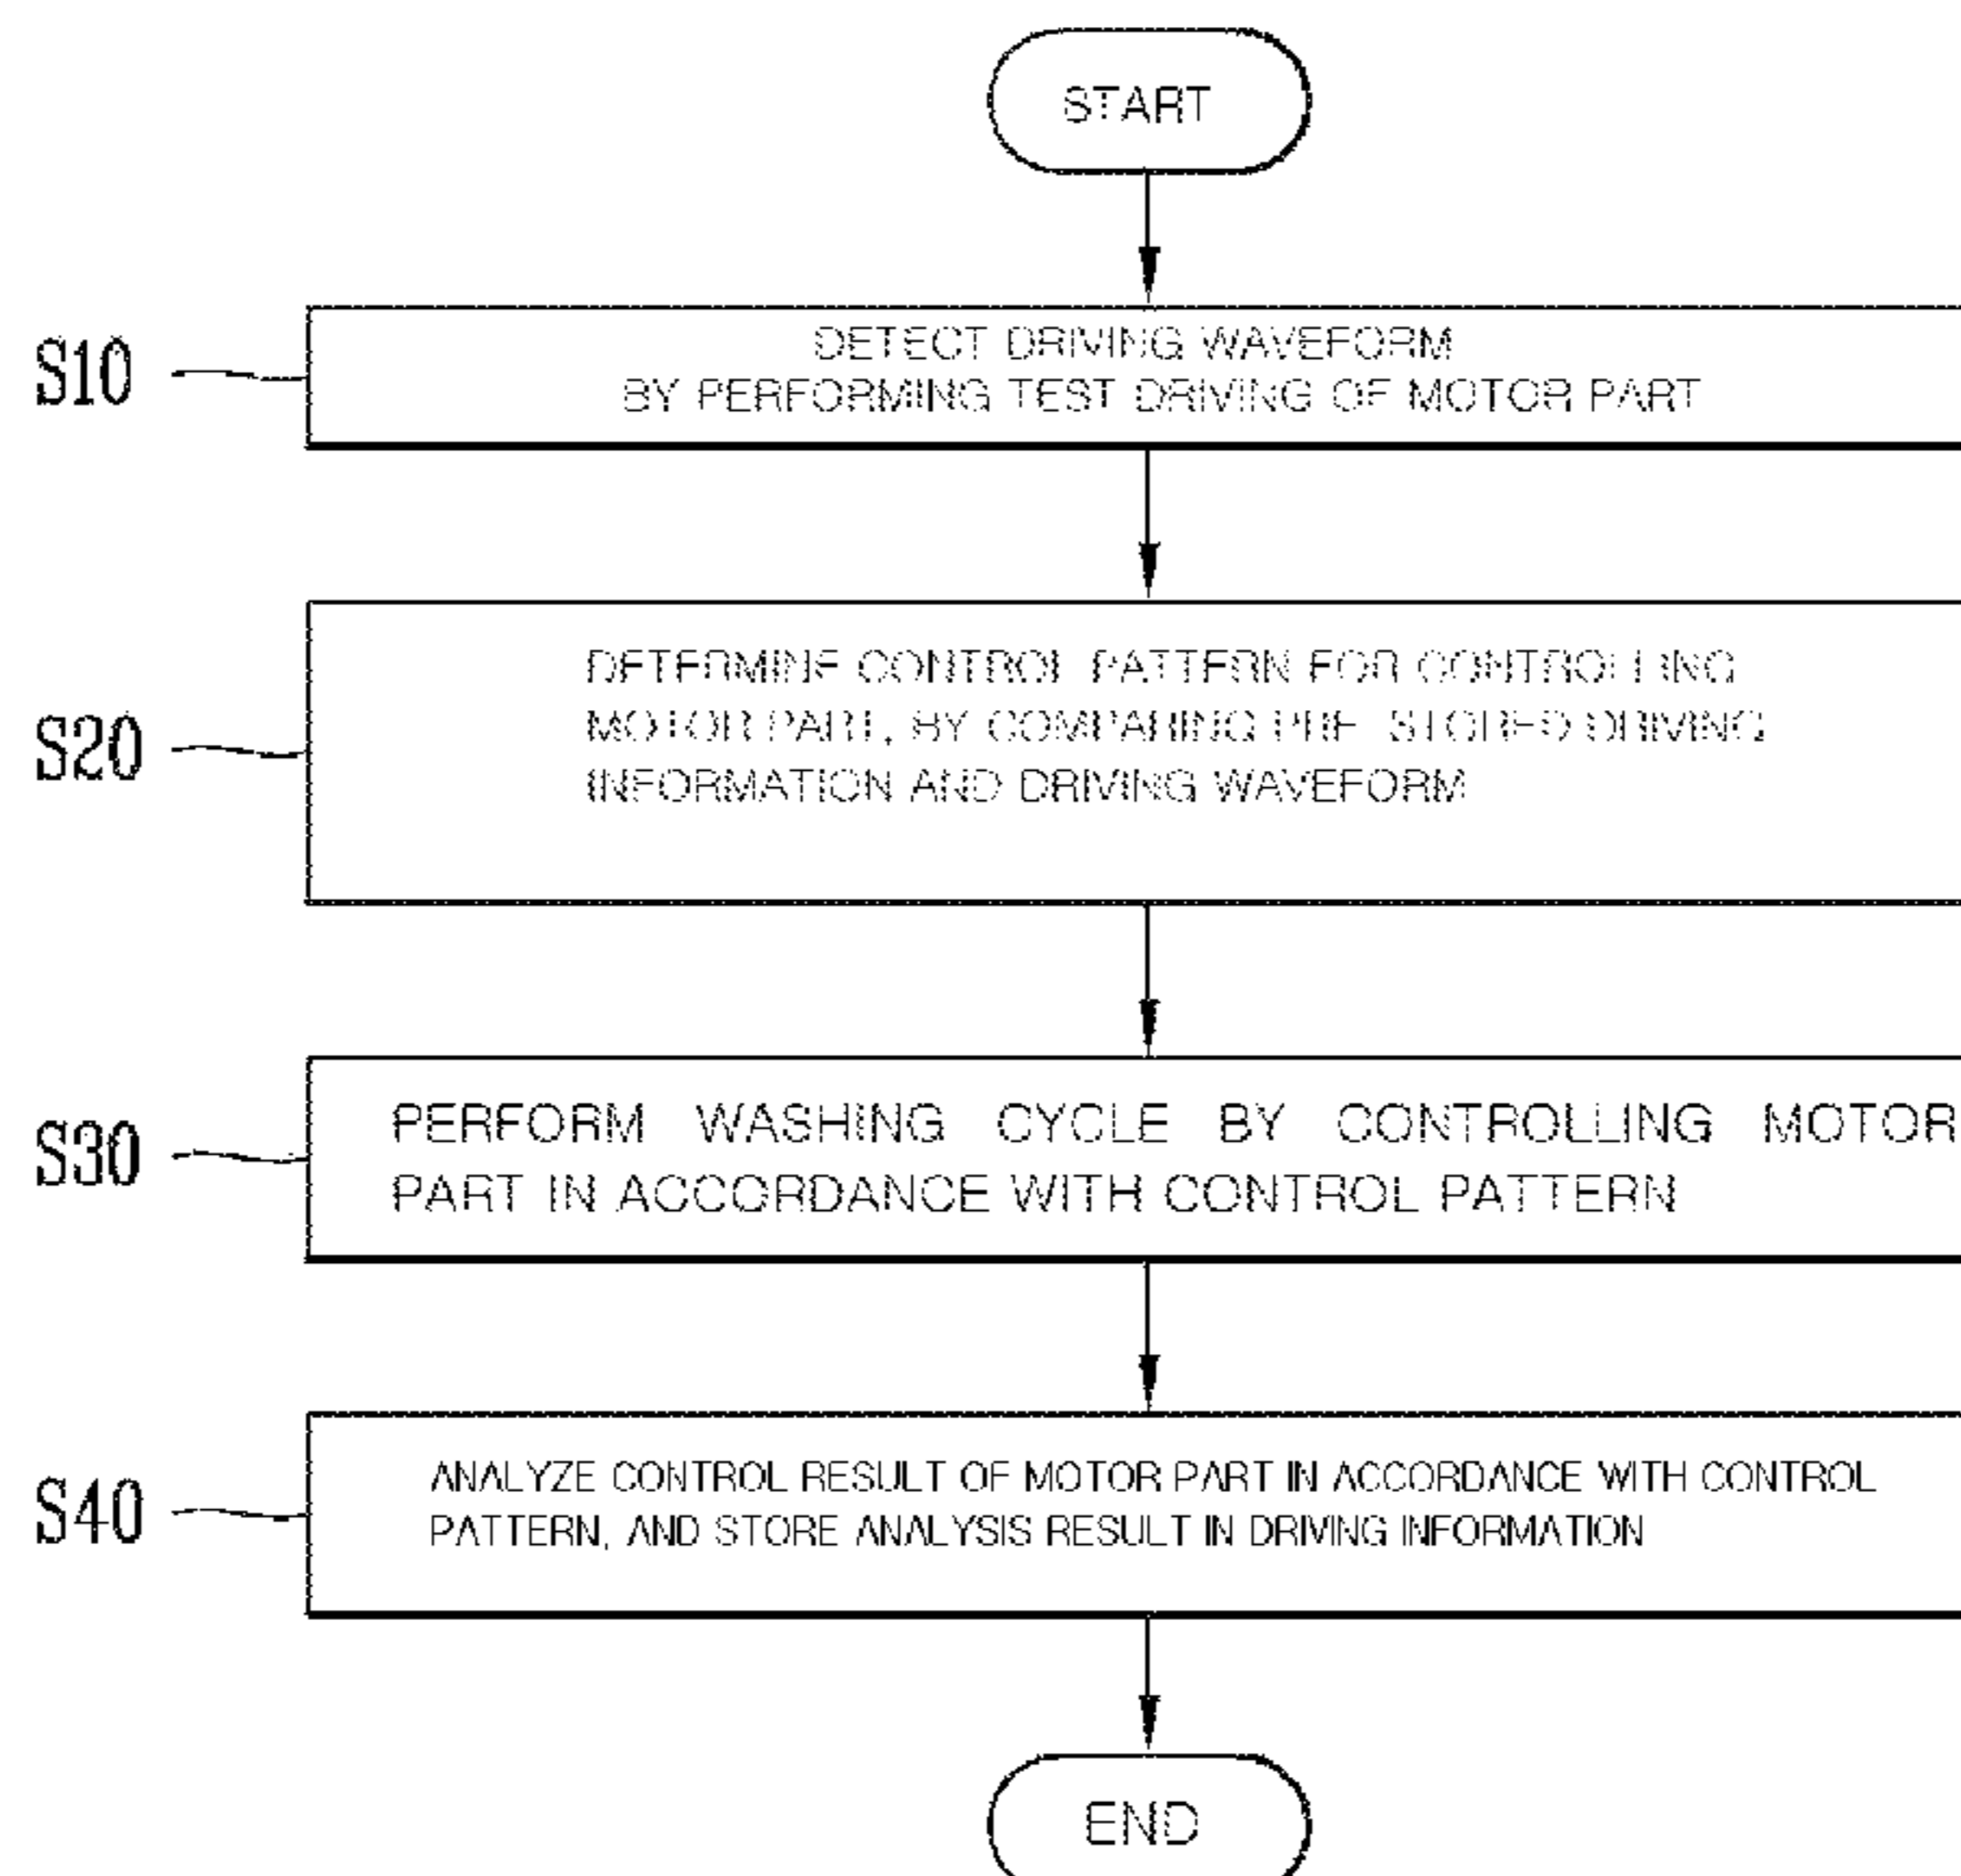 START
S10
DETECT DRIVING WAVEFORM
BY PERFORMING TEST DRIVING OF MOTOR PART
S20
DETERMINE CONTROL PATTERN FOR CONTROLLING
MOTOR PART, BY COMPARING PRE-STORED DRIVING
INFORMATION AND DRIVING WAVEFORM
S30
PERFORM WASHING CYCLE BY CONTROLLING MOTOR
PART IN ACCORDANCE WITH CONTROL PATTERN
S40
ANALYZE CONTROL RESULT OF MOTOR PART IN ACCORDANCE WITH CONTROL
PATTERN, AND STORE ANALYSIS RESULT IN DRIVING INFORMATION
END